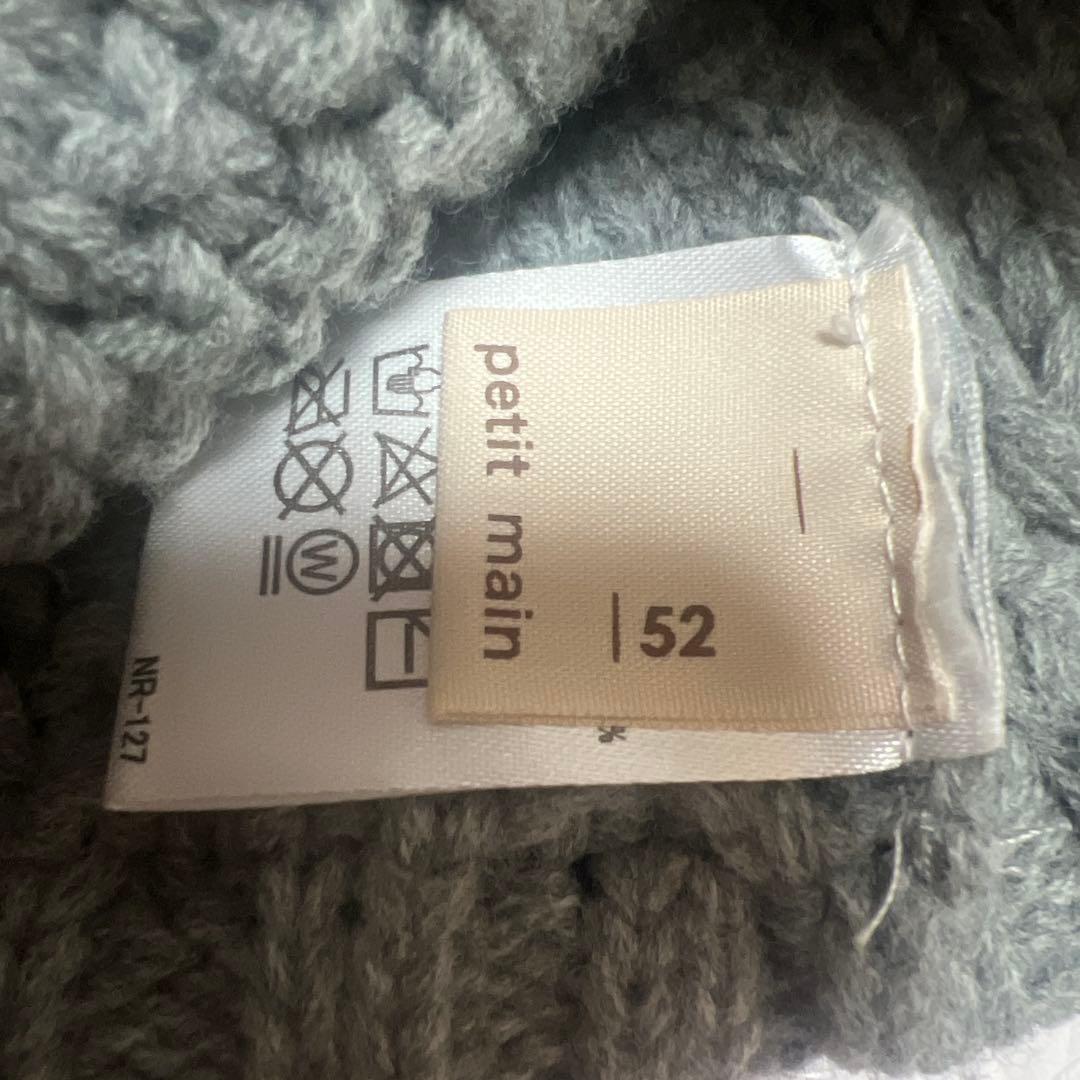 petit main
52
%
W
NR-127